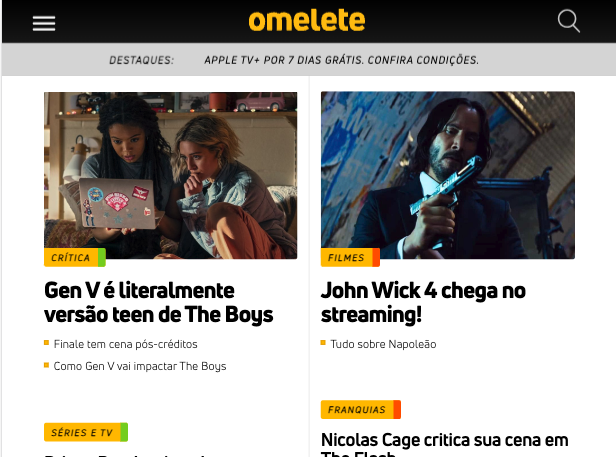 omelete
DESTAQUES: APPLE TV+ POR 7 DIAS GRÁTIS. CONFIRA CONDIÇÕES.
CRÍTICA
Gen V é literalmente
versão teen de The Boys
Finale tem cena pós-créditos
Como Gen V vai impactar The Boys
SÉRIES E TV
FILMES
John Wick 4 chega no
streaming!
Tudo sobre Napoleão
FRANQUIAS
Nicolas Cage critica sua cena em
The Flash